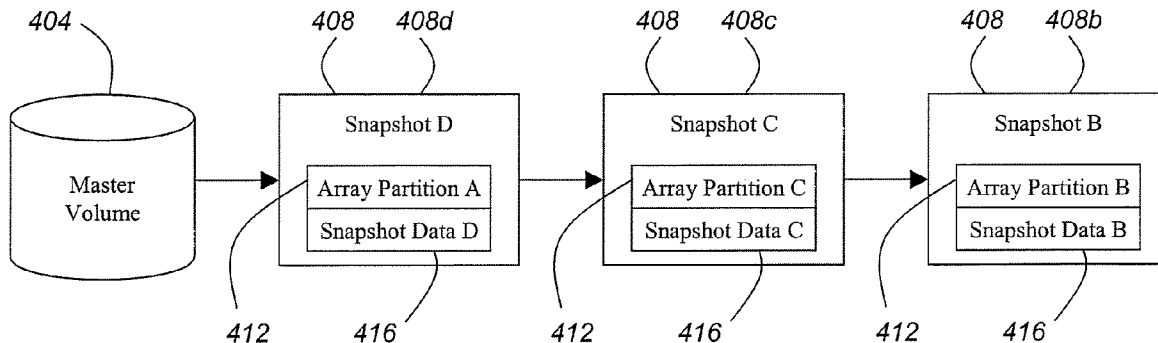 404
408 408d
408 408c
408 408b
Master
Volume
Snapshot D
Array Partition A
Snapshot Data D
Snapshot C
Array Partition C
Snapshot Data C
Snapshot B
Array Partition B
Snapshot Data B
412 416
412 416
412 416